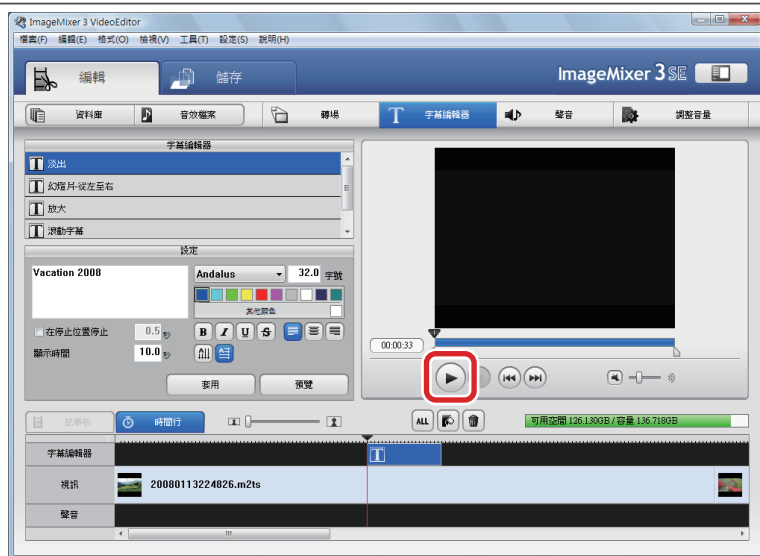 ImageMixer 3 VideoEditor
檔案(F) 編輯(E) 格式(O) 檢視(V) 工具(T) 設定(S) 說明(H)
編輯 儲存 ImageMixer 3 SE
資料庫 音效檔案 轉場 T 字幕編輯器 聲音 調整音量
字幕編輯器
T 淡出
T 幻燈片-從左至右
T 放大
T 滾動字幕
設定
Vacation 2008
Andalus 32.0 字號
其他顏色
在停止位置停止 0.5 秒 B I U S
顯示時間 10.0 秒
套用 預覽
00:00:33
記事板 時間行 ALL 可用空間 126.130GB / 容量 136.718GB
字幕編輯器 T
視訊 20080113224826.m2ts
聲音